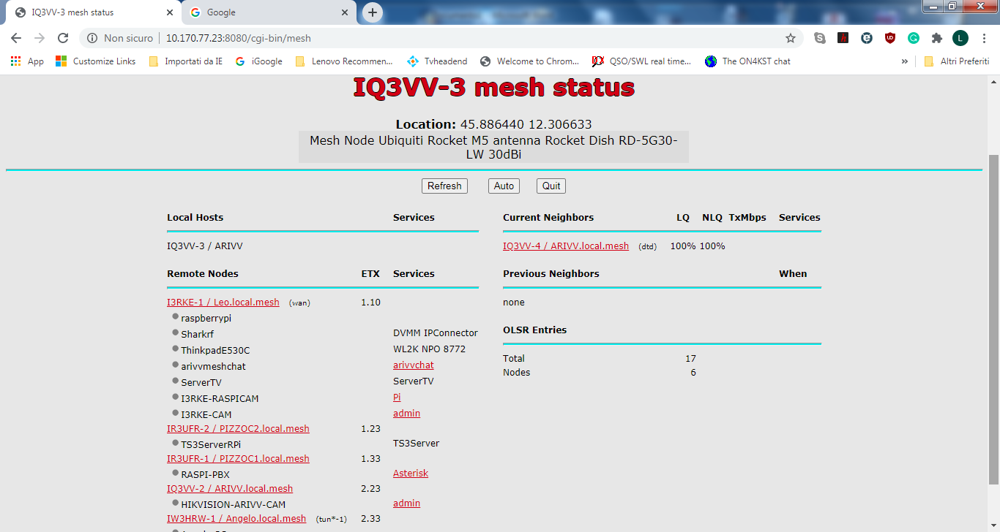 IQ3VV-3 mesh status
Google
Non sicuro
10.170.77.23:8080/cgi-bin/mesh
L
App
Customize Links
Importati da IE
iGoogle
Lenovo Recommen...
Tvheadend
Welcome to Chrom...
QSO/SWL real time...
The ON4KST chat
»
Altri Preferiti
IQ3VV-3 mesh status
Location: 45.886440 12.306633
Mesh Node Ubiquiti Rocket M5 antenna Rocket Dish RD-5G30-
LW 30dBi
Refresh Auto Quit
Local Hosts Services
IQ3VV-3 / ARIVV
Remote Nodes ETX Services
I3RKE-1 / Leo.local.mesh (wan) 1.10
raspberrypi
Sharkrf DVMM IPConnector
ThinkpadE530C WL2K NPO 8772
arivvmeshchat arivvchat
ServerTV ServerTV
I3RKE-RASPICAM Pi
I3RKE-CAM admin
IR3UFR-2 / PIZZOC2.local.mesh 1.23
TS3ServerRPi TS3Server
IR3UFR-1 / PIZZOC1.local.mesh 1.33
RASPI-PBX Asterisk
IQ3VV-2 / ARIVV.local.mesh 2.23
HIKVISION-ARIVV-CAM admin
IW3HRW-1 / Angelo.local.mesh (tun*-1) 2.33
Current Neighbors LQ NLQ TxMbps Services
IQ3VV-4 / ARIVV.local.mesh (dtd) 100% 100%
Previous Neighbors When
none
OLSR Entries
Total 17
Nodes 6